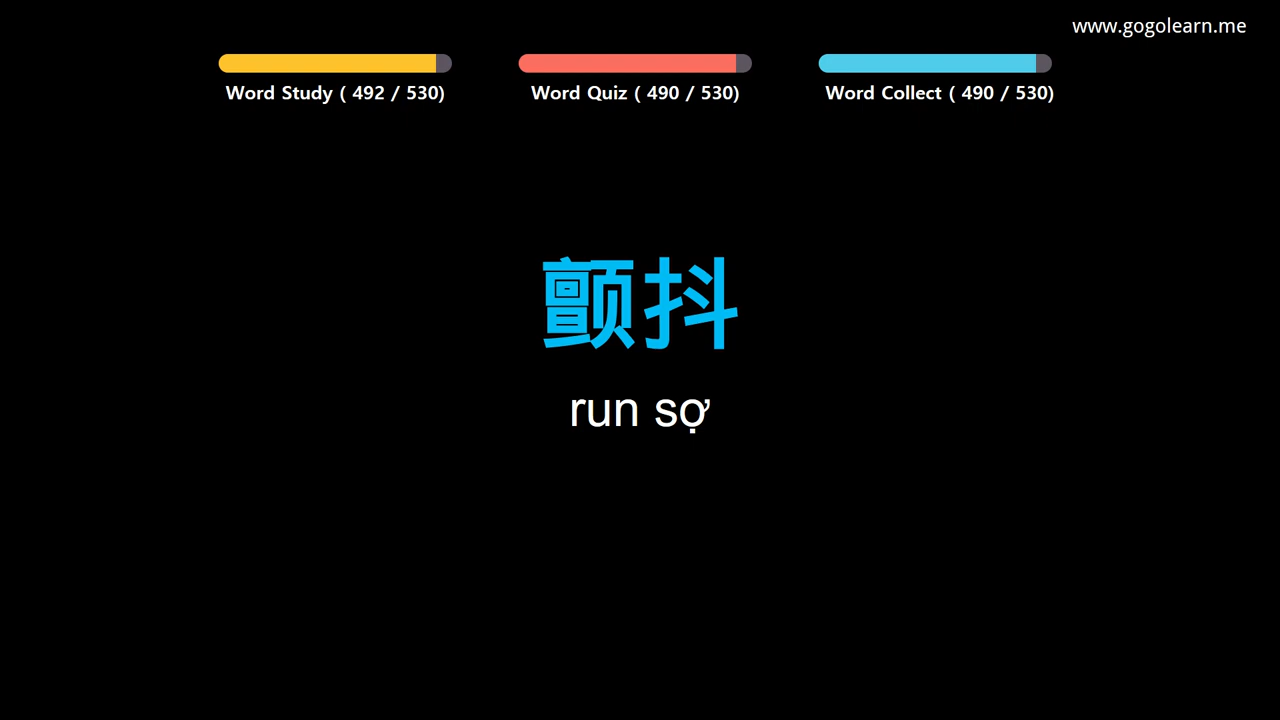 www.gogolearn.me
Word Study ( 492 / 530)
Word Quiz ( 490 / 530)
Word Collect ( 490 / 530)
颤抖
run sợ